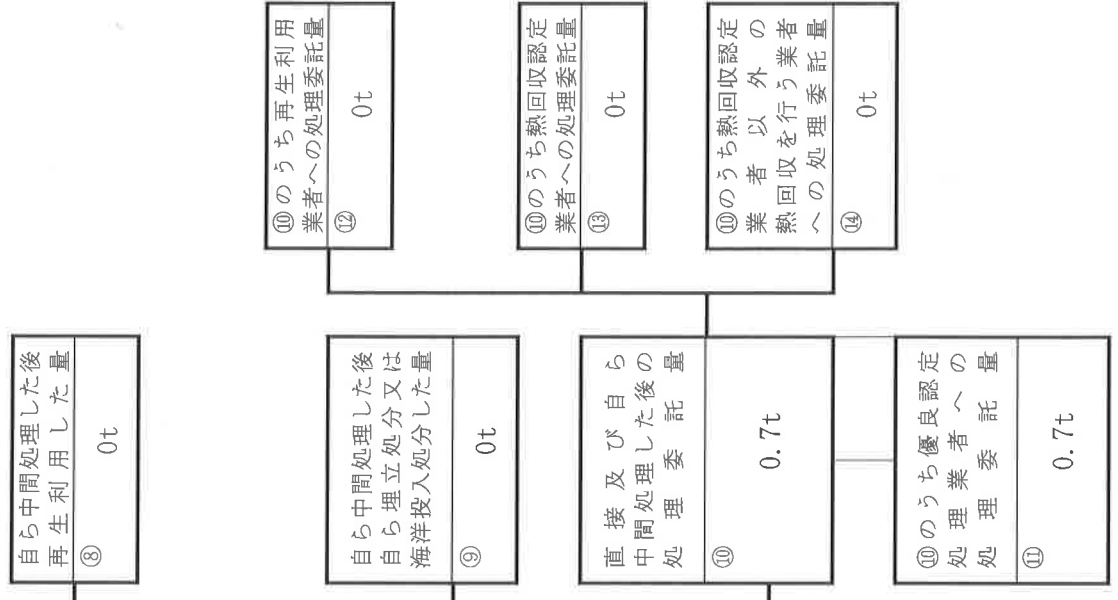 自ら中間処理した後
再生利用した量
⑧
0t
自ら中間処理した後
自ら埋立処分又は
海洋投入処分した量
⑨
0t
直接及び自ら
中間処理した後の
処理委託量
⑩
0.7t
⑩のうち優良認定
処理業者への
処理委託量
⑪
0.7t
⑩のうち再生利用
業者への処理委託量
⑫
0t
⑩のうち熱回収認定
業者への処理委託量
⑬
0t
⑩のうち熱回収認定
業者以外の
熱回収を行う業者
への処理委託量
⑭
0t